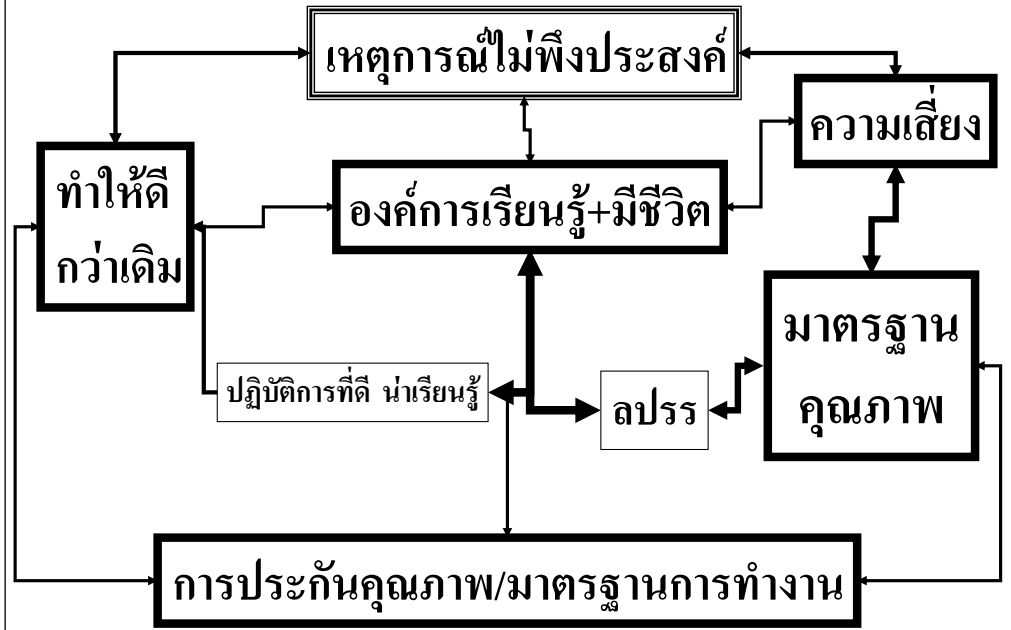 เหตุการณ์ไม่พึงประสงค์
ความเสี่ยง
ทำให้ดี
กว่าเดิม
องค์การเรียนรู้+มีชีวิต
มาตรฐาน
คุณภาพ
ปฏิบัติการที่ดี น่าเรียนรู้
ลปรร
การประกันคุณภาพ/มาตรฐานการทำงาน